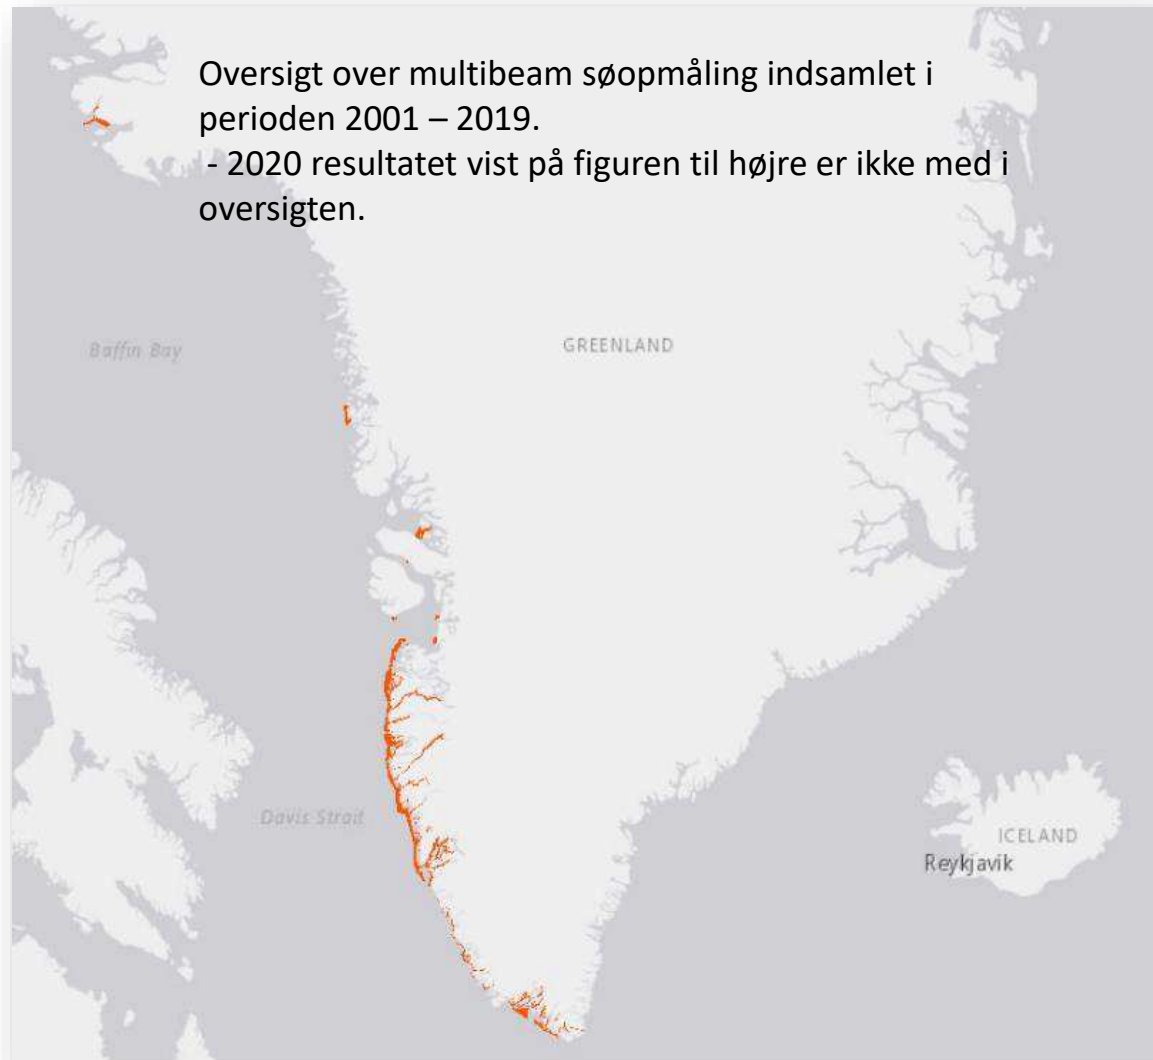 Oversigt over multibeam søopmåling indsamlet i
perioden 2001 – 2019.
- 2020 resultatet vist på figuren til højre er ikke med i
oversigten.
Baffin Bay
GREENLAND
Davis Strait
ICELAND
Reykjavik